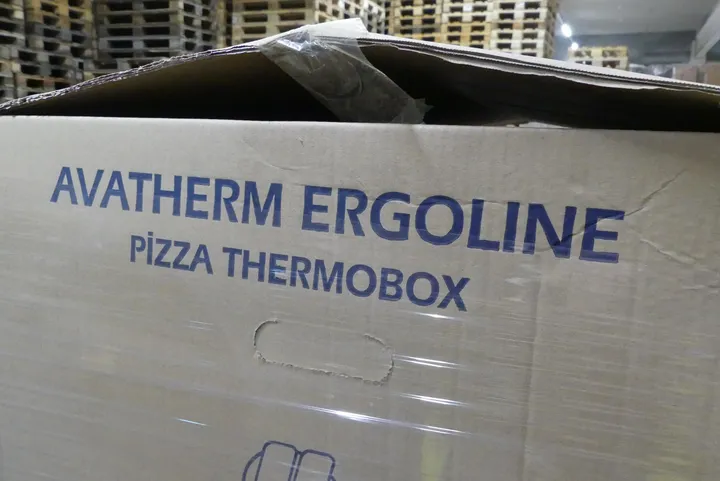 AVATHERM ERGOLINE
PİZZA THERMOBOX